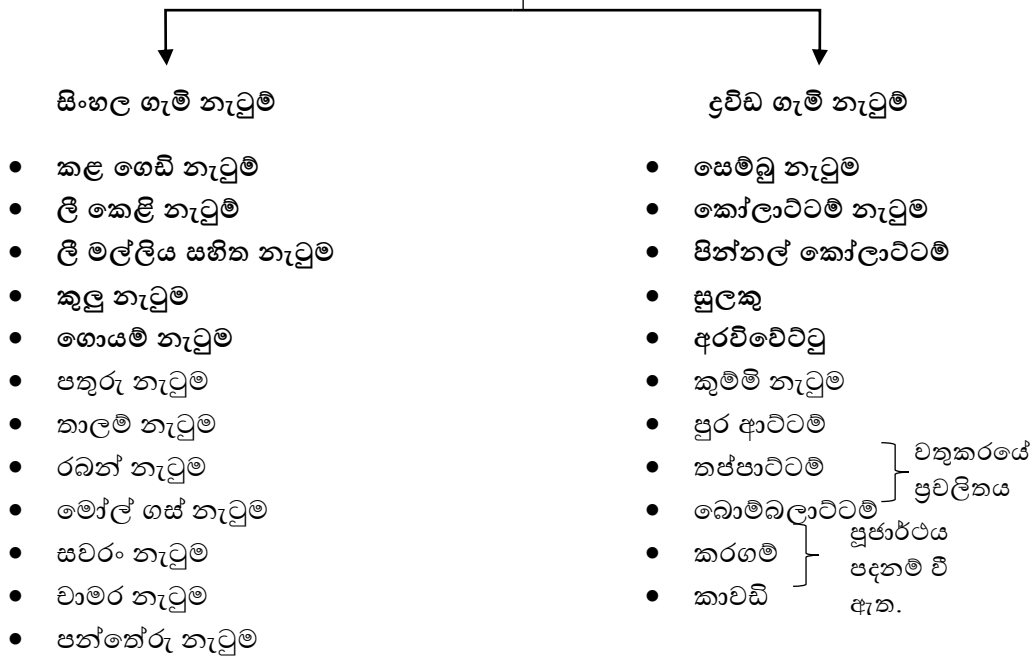 සිංහල ගැමි නැටුම්
• කළ ගෙඩි නැටුම්
• ලී කෙළි නැටුම්
• ලී මල්ලිය සහිත නැටුම
• කුලු නැටුම
• ගොයම් නැටුම
• පතුරු නැටුම
• තාලම් නැටුම
• රබන් නැටුම
• මෝල් ගස් නැටුම
• සවරං නැටුම
• චාමර නැටුම
• පන්තේරු නැටුම
ද්‍රවිඩ ගැමි නැටුම්
• සෙම්බු නැටුම
• කෝලාට්ටම් නැටුම
• පින්නල් කෝලාට්ටම්
• සුලකු
• අරවිවේට්ටු
• කුම්මි නැටුම
• පුර ආට්ටම්
• තප්පාට්ටම්
• බොම්බලාට්ටම්
වතුකරයේ
ප්‍රචලිතය
• කරගම්
• කාවඩි
පූජාර්ථය
පදනම් වී
ඇත.